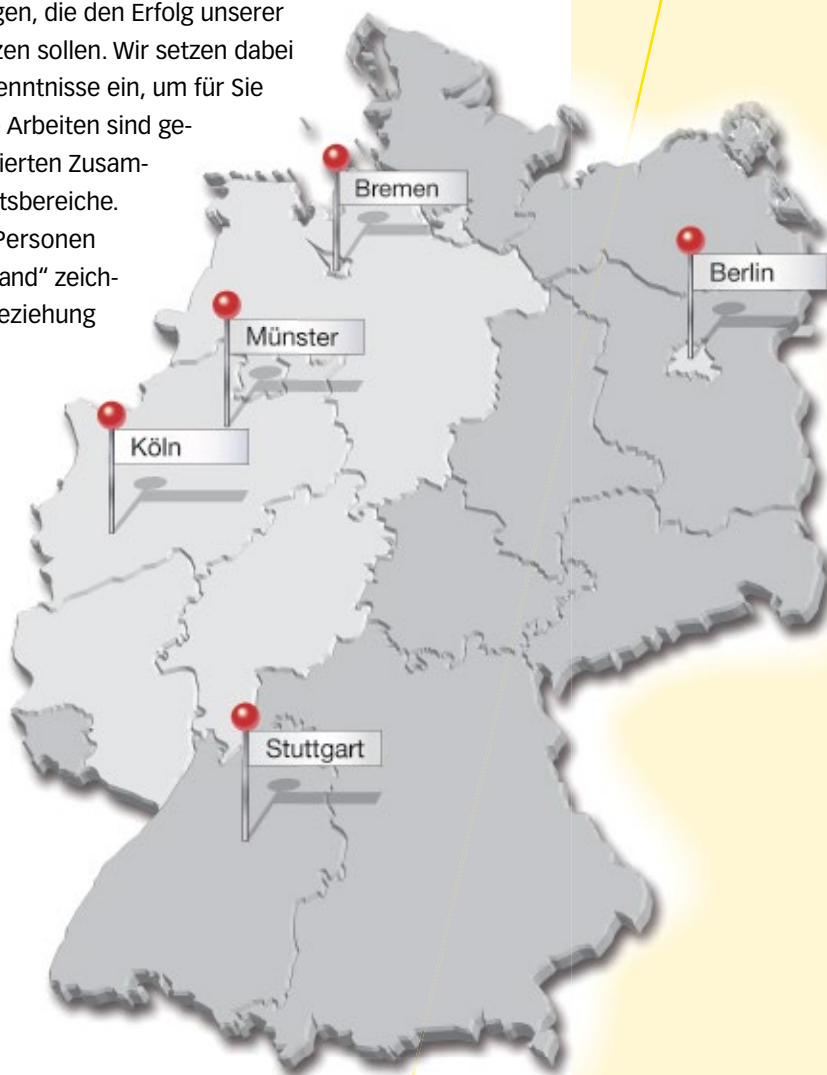 gen, die den Erfolg unserer
zen sollen. Wir setzen dabei
enntnisse ein, um für Sie
Arbeiten sind ge-
ierten Zusam-
tsbereiche.
Personen
and“ zeich-
eziehung
Bremen
Berlin
Münster
Köln
Stuttgart